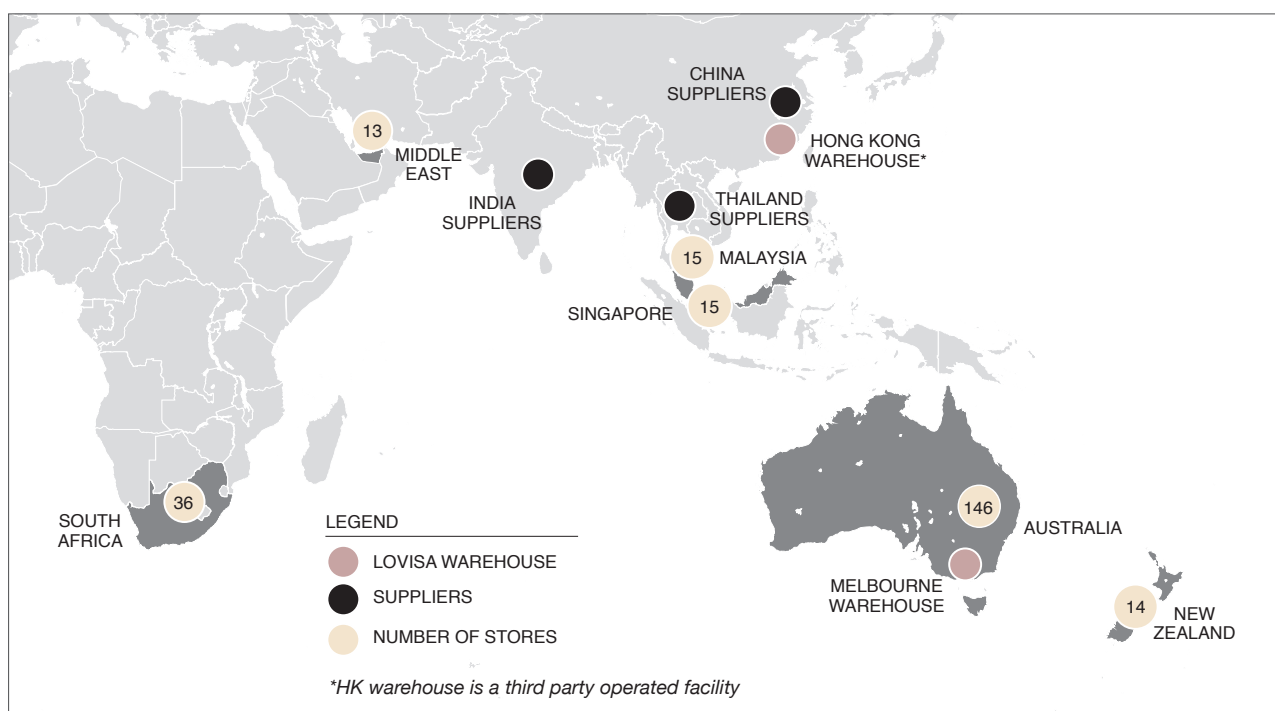 CHINA
SUPPLIERS
13
HONG KONG
WAREHOUSE*
MIDDLE
EAST
INDIA
SUPPLIERS
THAILAND
SUPPLIERS
15
MALAYSIA
SINGAPORE
15
36
SOUTH
AFRICA
146
AUSTRALIA
MELBOURNE
WAREHOUSE
14
NEW
ZEALAND
LEGEND
LOVISA WAREHOUSE
SUPPLIERS
NUMBER OF STORES
*HK warehouse is a third party operated facility